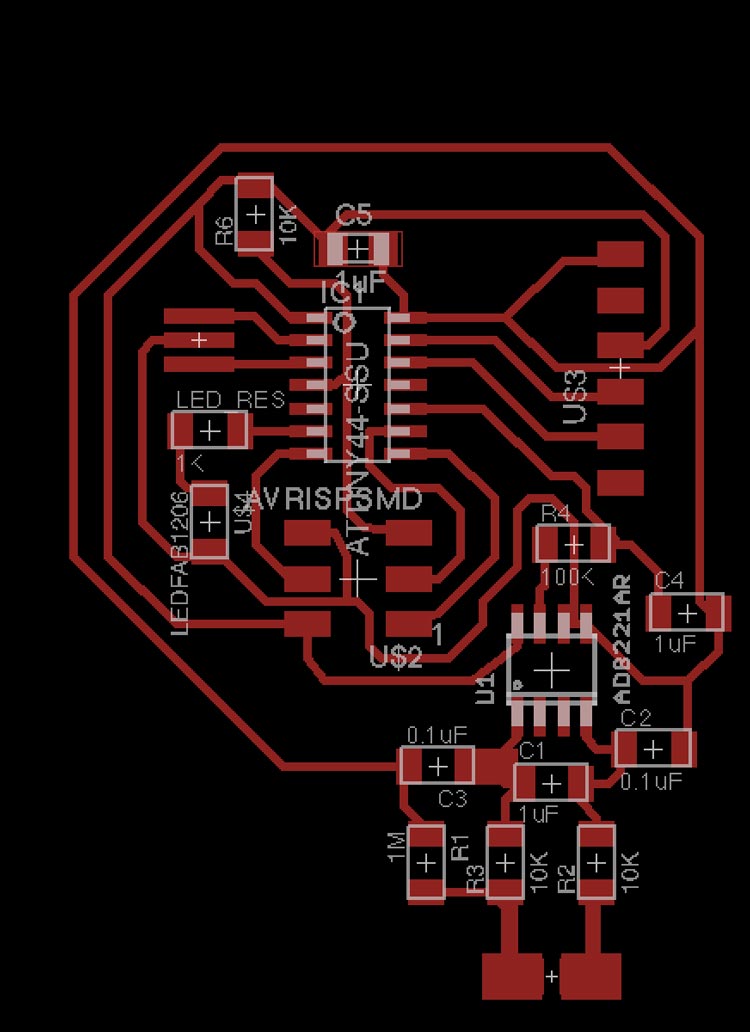 R6
10K
C5
1uF
IC1
ATTINY44-SSU
U$3
LED_RES
1K
LEDFAB1206
U$4
AVRISPSMD
1
U$2
R4
100K
C4
1uF
U1
AD8221AR
C2
0.1uF
0.1uF
C3
C1
1uF
1M
R1
R3
10K
R2
10K